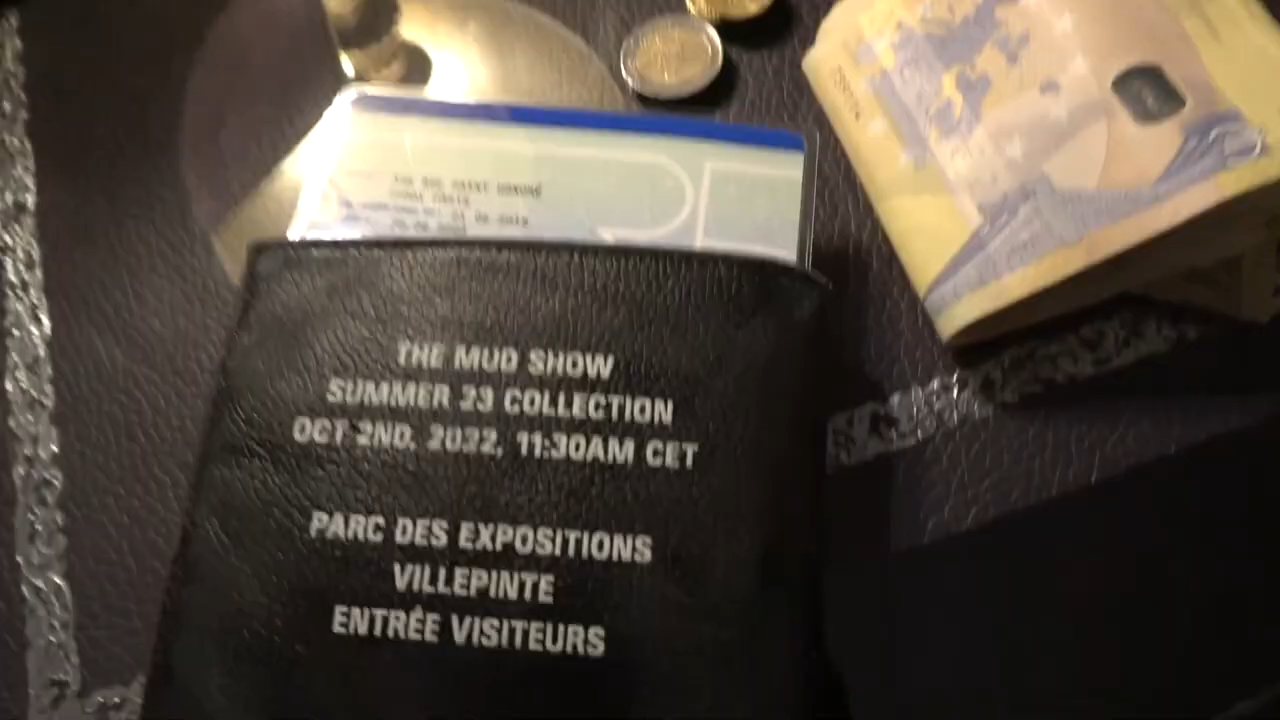 THE MUD SHOW
SUMMER 23 COLLECTION
OCT 2ND, 2022, 11:30AM CET
PARC DES EXPOSITIONS
VILLEPINTE
ENTRÉE VISITEURS